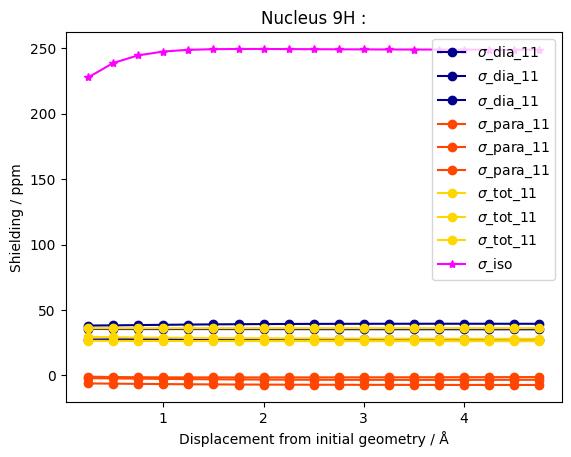 Nucleus 9H :
250
200
150
100
50
0
Shielding / ppm
σ_dia_11
σ_dia_11
σ_dia_11
σ_para_11
σ_para_11
σ_para_11
σ_tot_11
σ_tot_11
σ_tot_11
σ_iso
1 2 3 4
Displacement from initial geometry / Å